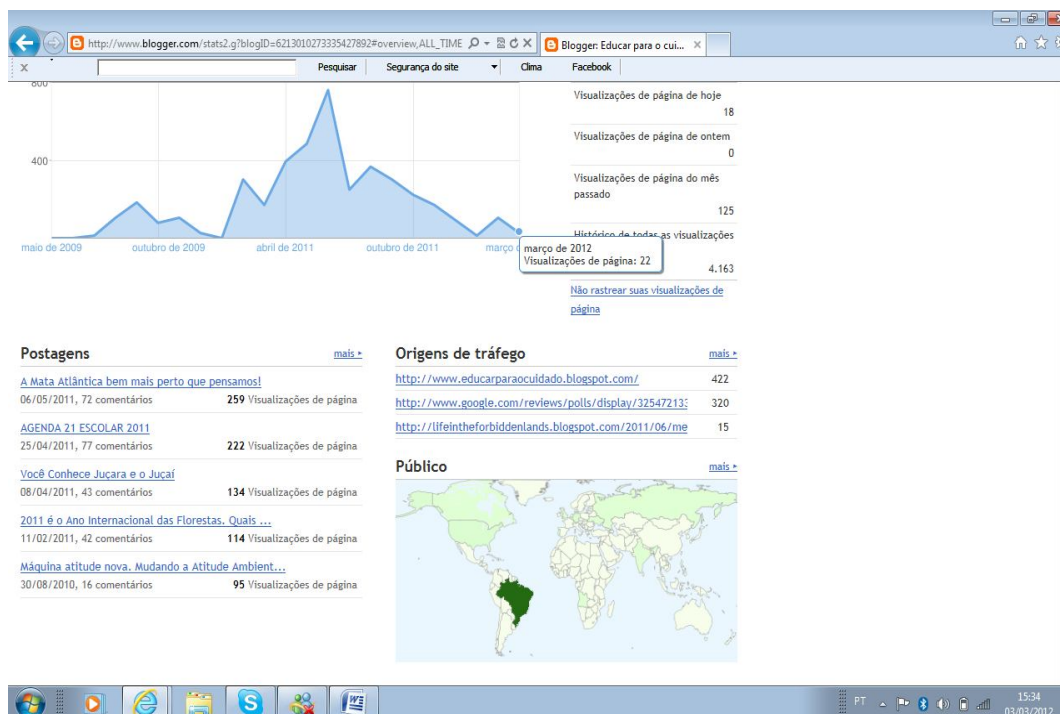 http://www.blogger.com/stats2.g?blogID=6213010273335427892#overview,ALL_TIME
Blogger: Educar para o cui...
x
Pesquisar
Segurança do site
Clima
Facebook
800
400
maio de 2009
outubro de 2009
abril de 2011
outubro de 2011
março
março de 2012
Visualizações de página: 22
Visualizações de página de hoje
18
Visualizações de página de ontem
0
Visualizações de página do mês
passado
125
Histórico de todas as visualizações
4.163
Não rastrear suas visualizações de
página
Postagens
mais
A Mata Atlântica bem mais perto que pensamos!
06/05/2011, 72 comentários 259 Visualizações de página
AGENDA 21 ESCOLAR 2011
25/04/2011, 77 comentários 222 Visualizações de página
Você Conhece Juçara e o Juçaí
08/04/2011, 43 comentários 134 Visualizações de página
2011 é o Ano Internacional das Florestas. Quais ...
11/02/2011, 42 comentários 114 Visualizações de página
Máquina atitude nova. Mudando a Atitude Ambient...
30/08/2010, 16 comentários 95 Visualizações de página
Origens de tráfego
mais
http://www.educarparaocuidado.blogspot.com/ 422
http://www.google.com/reviews/polls/display/32547213 320
http://lifeintheforbiddenlands.blogspot.com/2011/06/me 15
Público
mais
PT
15:34
03/03/2012